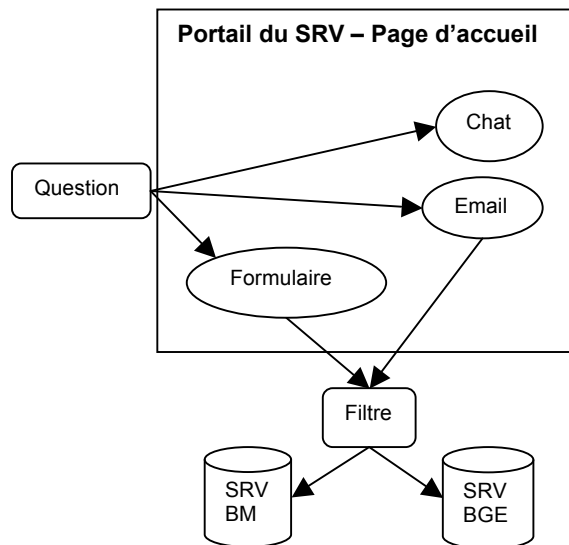 Portail du SRV – Page d’accueil
Chat
Question
Email
Formulaire
Filtre
SRV
BM
SRV
BGE